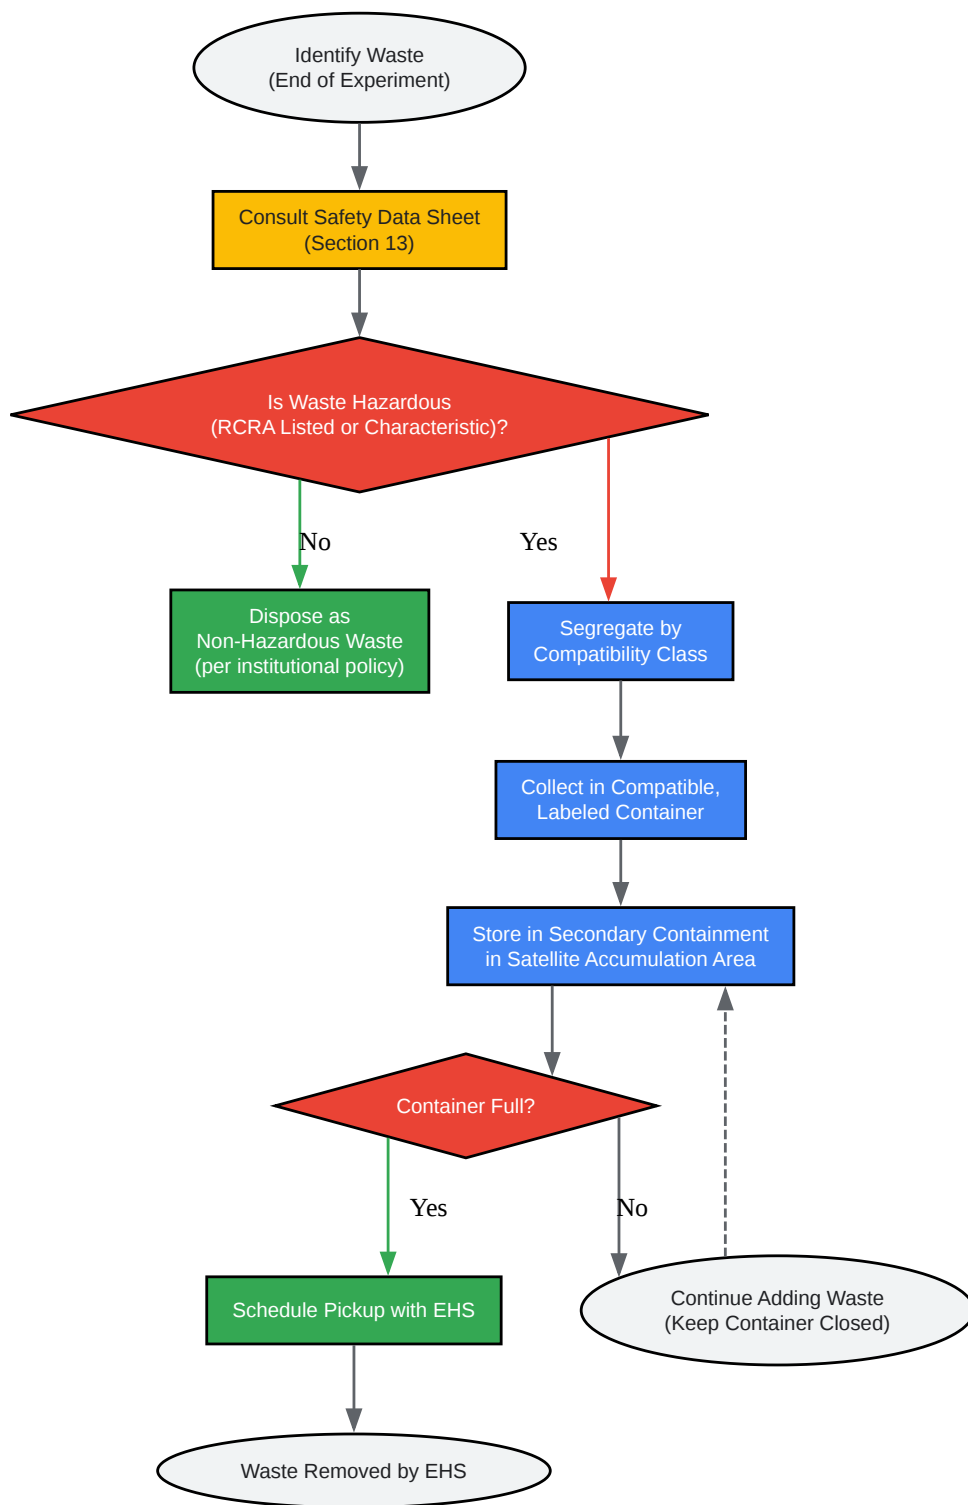 Identify Waste
(End of Experiment)
Consult Safety Data Sheet
(Section 13)
Is Waste Hazardous
(RCRA Listed or Characteristic)?
No
Yes
Dispose as
Non-Hazardous Waste
(per institutional policy)
Segregate by
Compatibility Class
Collect in Compatible,
Labeled Container
Store in Secondary Containment
in Satellite Accumulation Area
Container Full?
Yes
No
Schedule Pickup with EHS
Continue Adding Waste
(Keep Container Closed)
Waste Removed by EHS